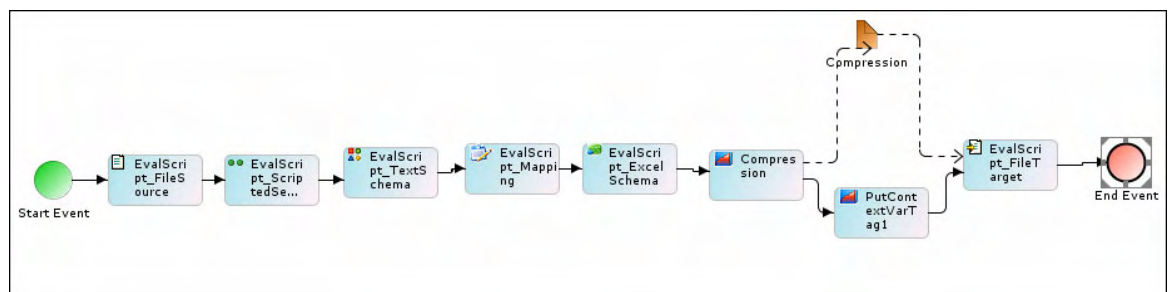 Compression
EvalScri
pt_FileS
ource
EvalScri
pt_Scrip
tedSe...
EvalScri
pt_TextS
chema
EvalScri
pt_Mappi
ng
EvalScri
pt_Excel
Schema
Compres
sion
EvalScri
pt_FileT
arget
PutCont
extVarT
ag1
Start Event
End Event